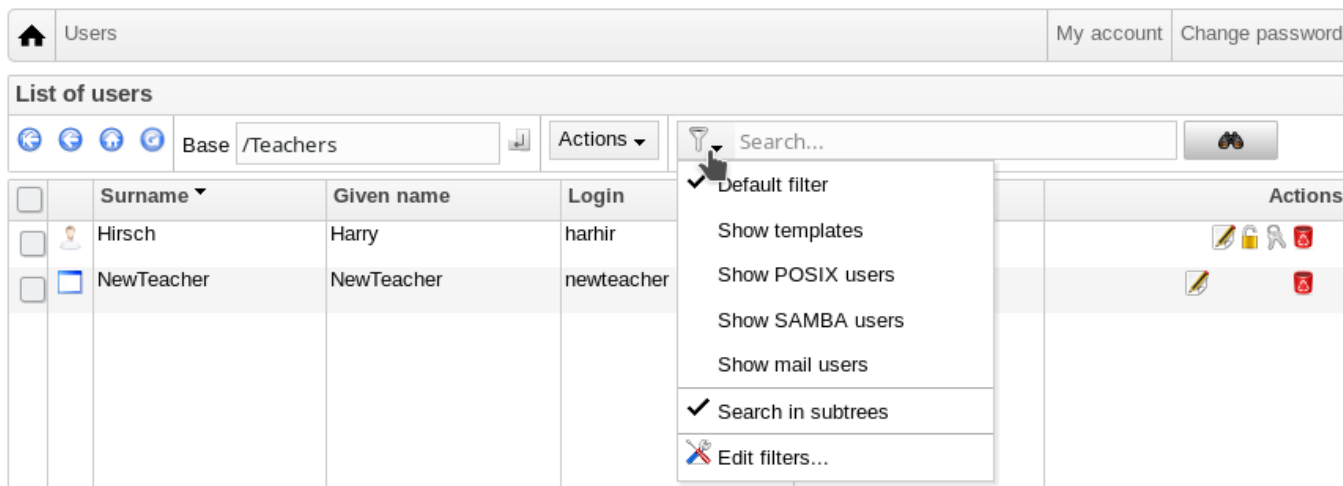 Users My account Change password
List of users
Base /Teachers Actions Search...
Surname Given name Login Actions
Hirsch Harry harhir
NewTeacher NewTeacher newteacher
Default filter
Show templates
Show POSIX users
Show SAMBA users
Show mail users
Search in subtrees
Edit filters...